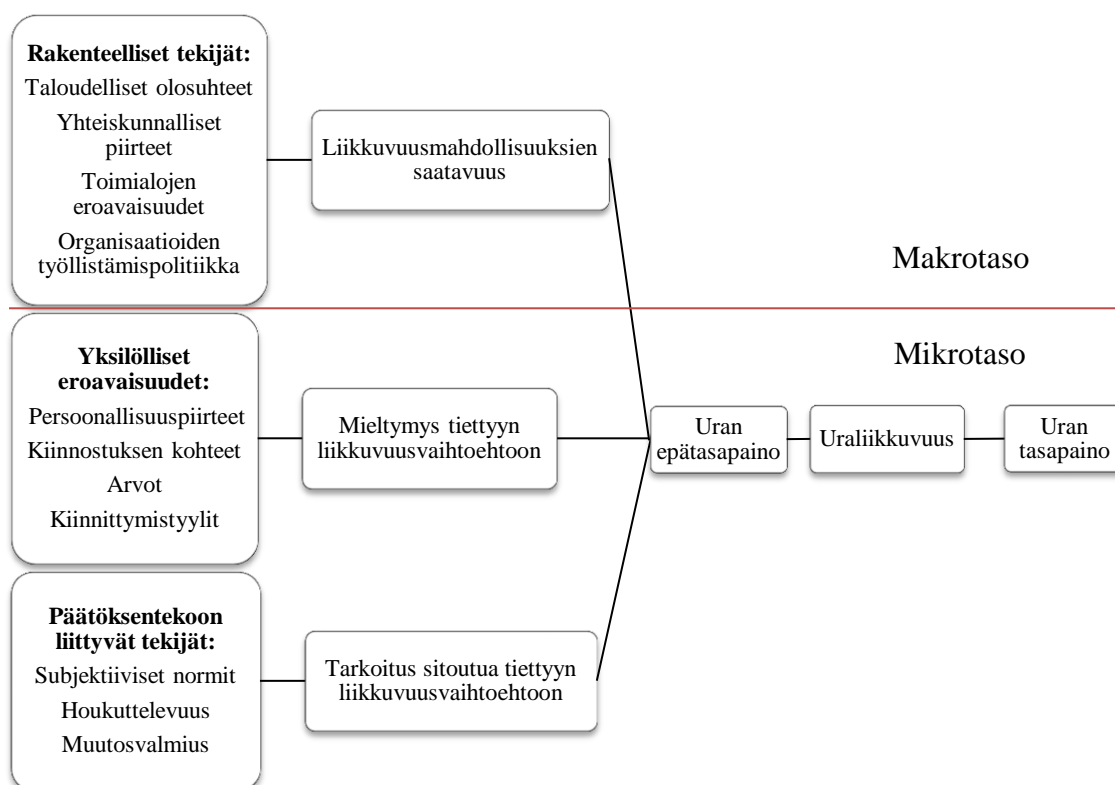 Rakenteelliset tekijät:
Taloudelliset olosuhteet
Yhteiskunnalliset
piirteet
Toimialojen
eroavaisuudet
Organisaatioiden
työllistämispolitiikka
Liikkuvuusmahdollisuuksien
saatavuus
Makrotaso
Mikrotaso
Yksilölliset
eroavaisuudet:
Persoonallisuuspiirteet
Kiinnostuksen kohteet
Arvot
Kiinnittymistyylit
Mieltymys tiettyyn
liikkuvuusvaihtoehtoon
Uran
epätasapaino
Uraliikkuvuus
Uran
tasapaino
Päätöksentekoon
liittyvät tekijät:
Subjektiiviset normit
Houkuttelevuus
Muutosvalmius
Tarkoitus sitoutua tiettyyn
liikkuvuusvaihtoehtoon